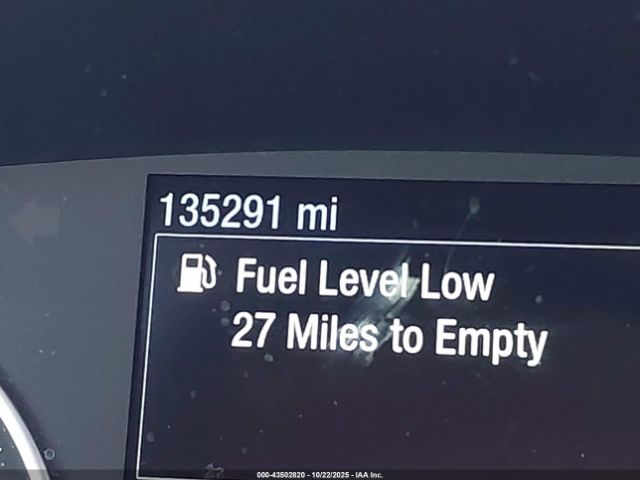 135291 mi
Fuel Level Low
27 Miles to Empty
000-43502820 - 10/22/2025 - IAA Inc.